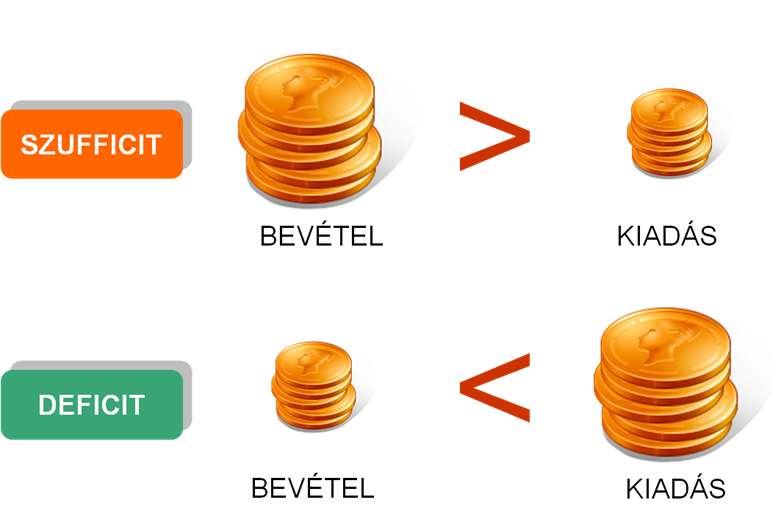 SZUFFICIT
>
BEVÉTEL
KIADÁS
DEFICIT
<
BEVÉTEL
KIADÁS